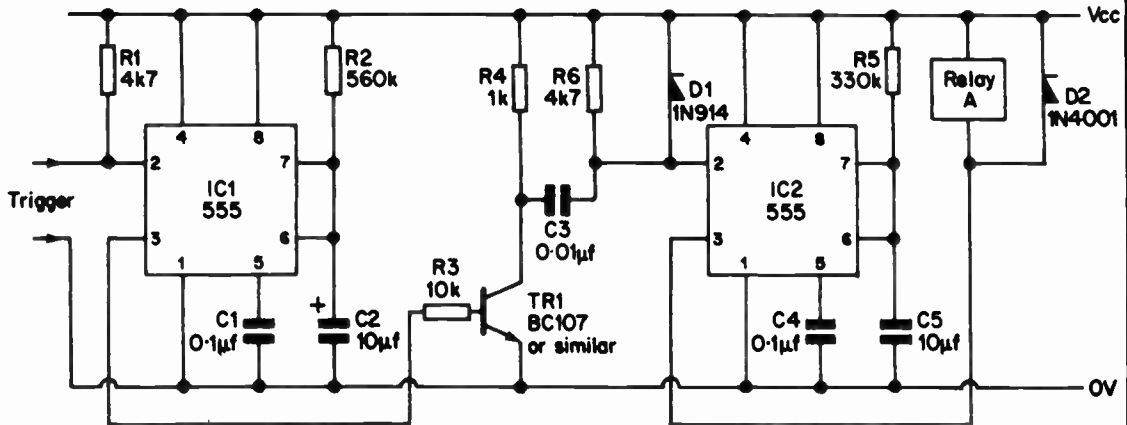 Vcc
R1
4k7
R2
560k
R4
1k
R6
4k7
D1
1N914
R5
330k
Relay
A
D2
1N4001
4
8
2
7
IC1
555
3
6
1
5
Trigger
4
8
2
7
IC2
555
3
6
1
5
C3
0·01µf
R3
10k
TR1
BC107
or similar
C1
0·1µf
+
C2
10µf
C4
0·1µf
C5
10µf
0V